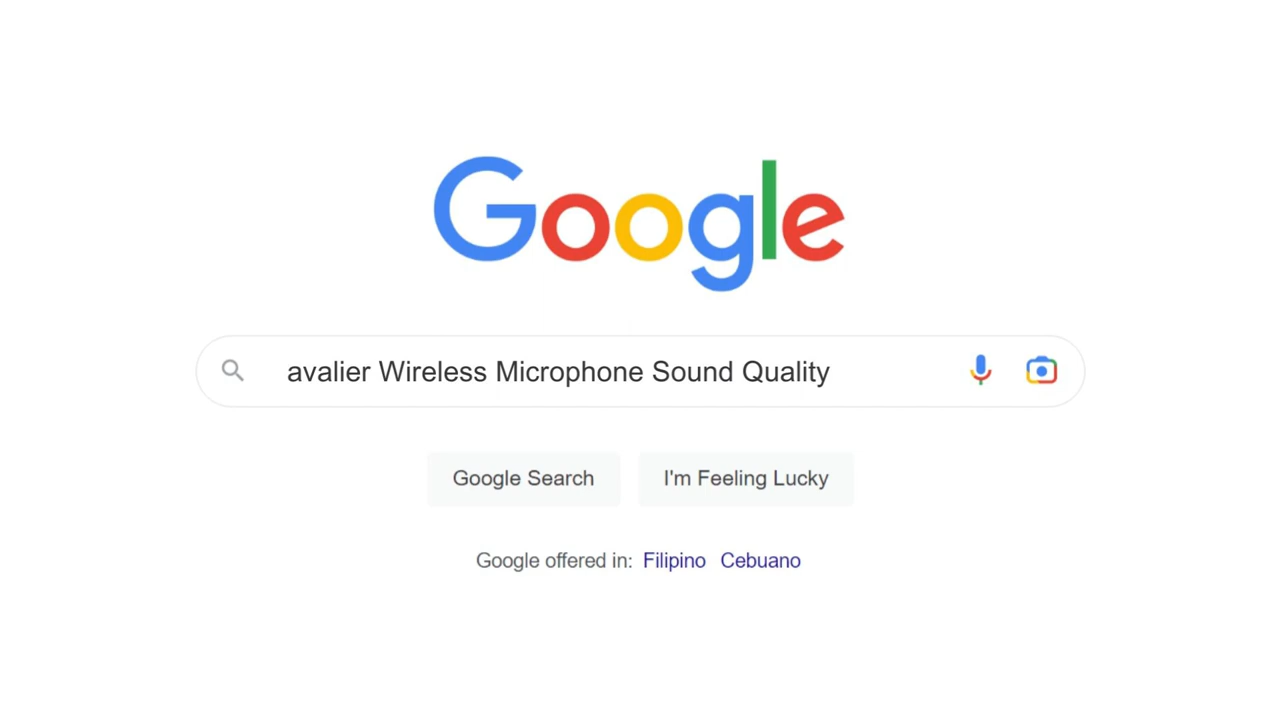 Google
avalier Wireless Microphone Sound Quality
Google Search I'm Feeling Lucky
Google offered in: Filipino Cebuano